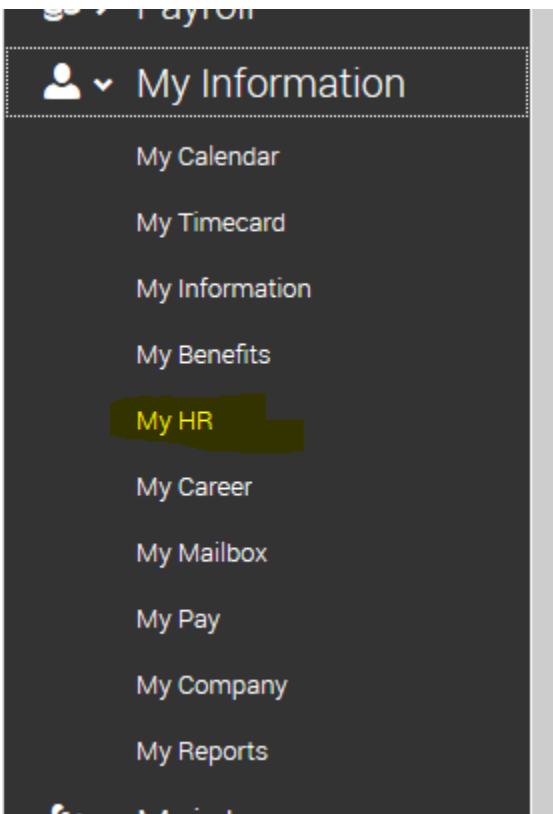 Payroll
My Information
My Calendar
My Timecard
My Information
My Benefits
My HR
My Career
My Mailbox
My Pay
My Company
My Reports